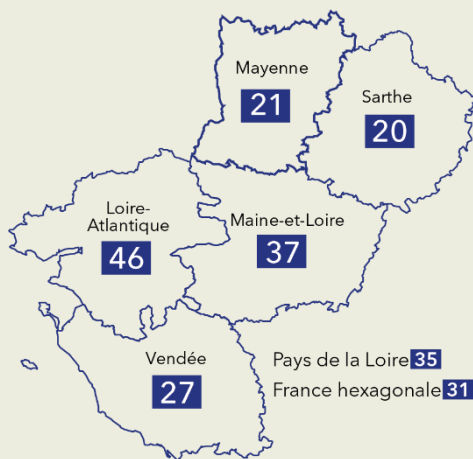 Mayenne
21
Sarthe
20
Loire-
Atlantique
46
Maine-et-Loire
37
Vendée
27
Pays de la Loire 35
France hexagonale 31